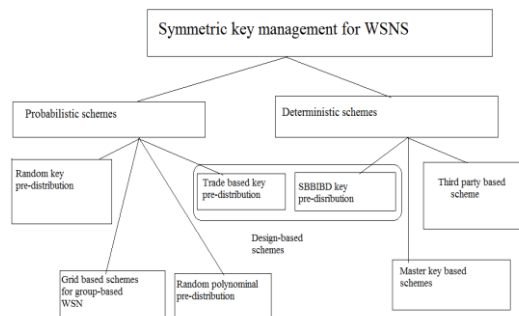 Symmetric key management for WSNS
Probabilistic schemes
Deterministic schemes
Random key
pre-distribution
Trade based key
pre-distribution
SBBIBD key
pre-disribution
Third party based
scheme
Design-based
schemes
Grid based schemes
for group-based
WSN
Random polynominal
pre-distribution
Master key based
schemes